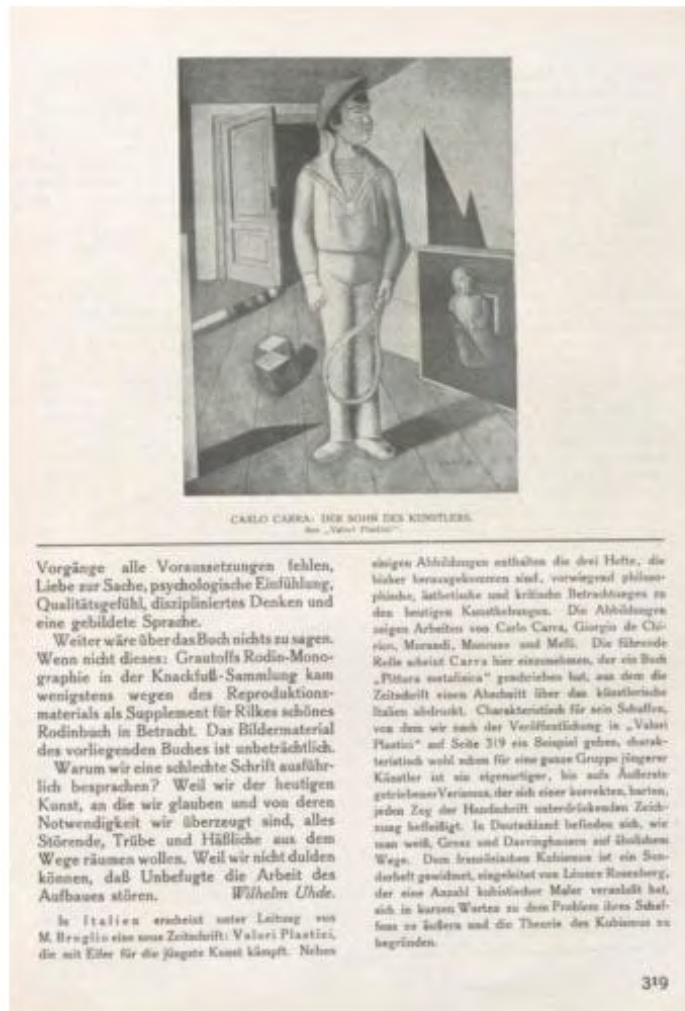 CARLO CARRA: DER SOHN DES KÜNSTLERS.
Aus „Valori Plastici“.
Vorgänge alle Voraussetzungen fehlen,
Liebe zur Sache, psychologische Einfühlung,
Qualitätsgefühl, diszipliniertes Denken und
eine gebildete Sprache.
Weiter wäre über das Buch nichts zu sagen.
Wenn nicht dieses: Grautoffs Rodin-Mono-
graphie in der Knackfuß-Sammlung kam
wenigstens wegen des Reproduktions-
materials als Supplement für Rilkes schönes
Rodinbuch in Betracht. Das Bildermaterial
des vorliegenden Buches ist unbeträchtlich.
Warum wir eine schlechte Schrift ausführ-
lich besprachen? Weil wir der heutigen
Kunst, an die wir glauben und von deren
Notwendigkeit wir überzeugt sind, alles
Störende, Trübe und Häßliche aus dem
Wege räumen wollen. Weil wir nicht dulden
können, daß Unbefugte die Arbeit des
Aufbaues stören. Wilhelm Uhde.
In Italien erscheint unter Leitung von
M. Broglio eine neue Zeitschrift: Valori Plastici,
die mit Eifer für die jüngste Kunst kämpft. Neben
einigen Abbildungen enthalten die drei Hefte, die
bisher herausgekommen sind, vorwiegend philoso-
phische, ästhetische und kritische Betrachtungen zu
den heutigen Kunstbelangen. Die Abbildungen
zeigen Arbeiten von Carlo Carra, Giorgio de Chi-
rico, Morandi, Mancuso und Melli. Die führende
Rolle scheint Carra hier einzunehmen, der ein Buch
„Pittura metafisica“ geschrieben hat, aus dem die
Zeitschrift einen Abschnitt über das künstlerische
Italien abdruckt. Charakteristisch für sein Schaffen,
von dem wir nach der Veröffentlichung in „Valori
Plastici“ auf Seite 319 ein Beispiel geben, charak-
teristisch wohl schon für eine ganze Gruppe jüngerer
Künstler ist ein eigenartiger, bis aufs Äußerste
getriebener Verismus, der sich einer korrekten, harten,
jeden Zug der Handschrift unterdrückenden Zeich-
nung befleißigt. In Deutschland befinden sich, wie
man weiß, Grosz und Davringhausen auf ähnlichem
Wege. Dem französischen Kubismus ist ein Son-
derheft gewidmet, eingeleitet von Léonce Rosenberg,
der eine Anzahl kubistischer Maler veranlaßt hat,
sich in kurzen Worten zu dem Problem ihres Schaf-
fens zu äußern und die Theorie des Kubismus zu
begründen.
319